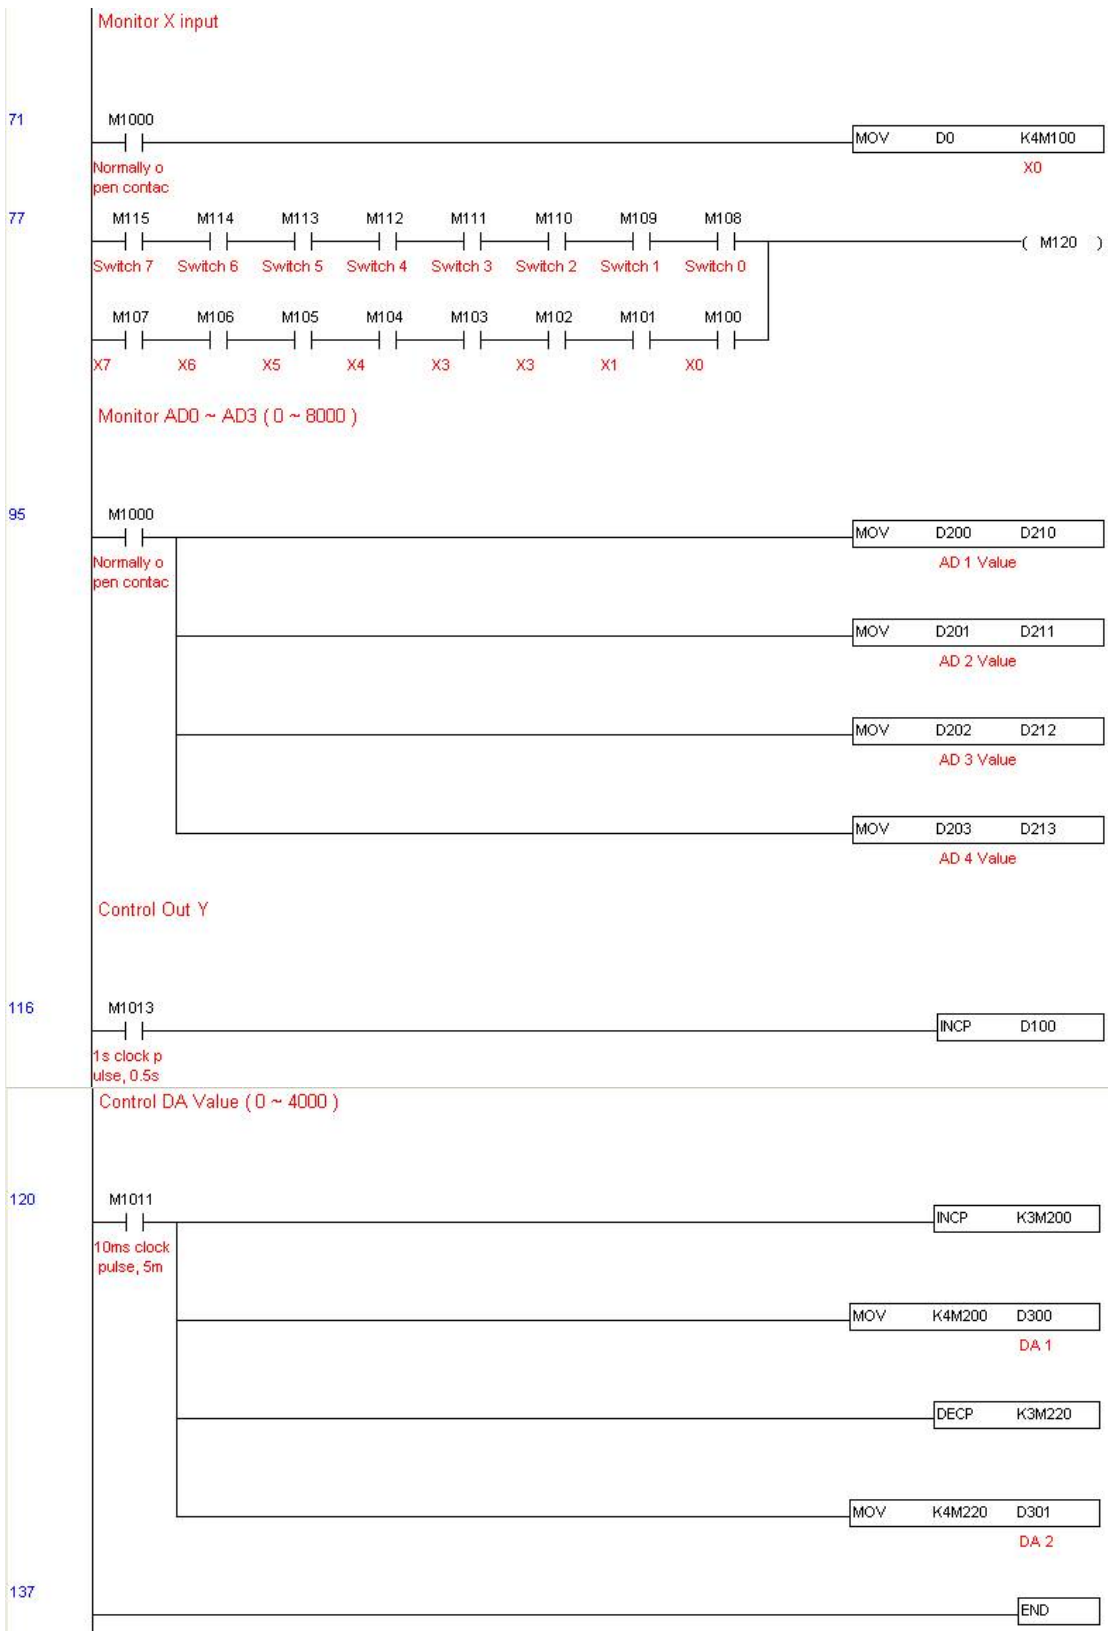 Monitor X input
71
M1000
MOV D0 K4M100
Normally o
pen contac
X0
77
M115 M114 M113 M112 M111 M110 M109 M108
( M120 )
Switch 7 Switch 6 Switch 5 Switch 4 Switch 3 Switch 2 Switch 1 Switch 0
M107 M106 M105 M104 M103 M102 M101 M100
X7 X6 X5 X4 X3 X3 X1 X0
Monitor AD0 ~ AD3 ( 0 ~ 8000 )
95
M1000
MOV D200 D210
Normally o
pen contac
AD 1 Value
MOV D201 D211
AD 2 Value
MOV D202 D212
AD 3 Value
MOV D203 D213
AD 4 Value
Control Out Y
116
M1013
INCP D100
1s clock p
ulse, 0.5s
Control DA Value ( 0 ~ 4000 )
120
M1011
INCP K3M200
10ms clock
pulse, 5m
MOV K4M200 D300
DA 1
DECP K3M220
MOV K4M220 D301
DA 2
137
END